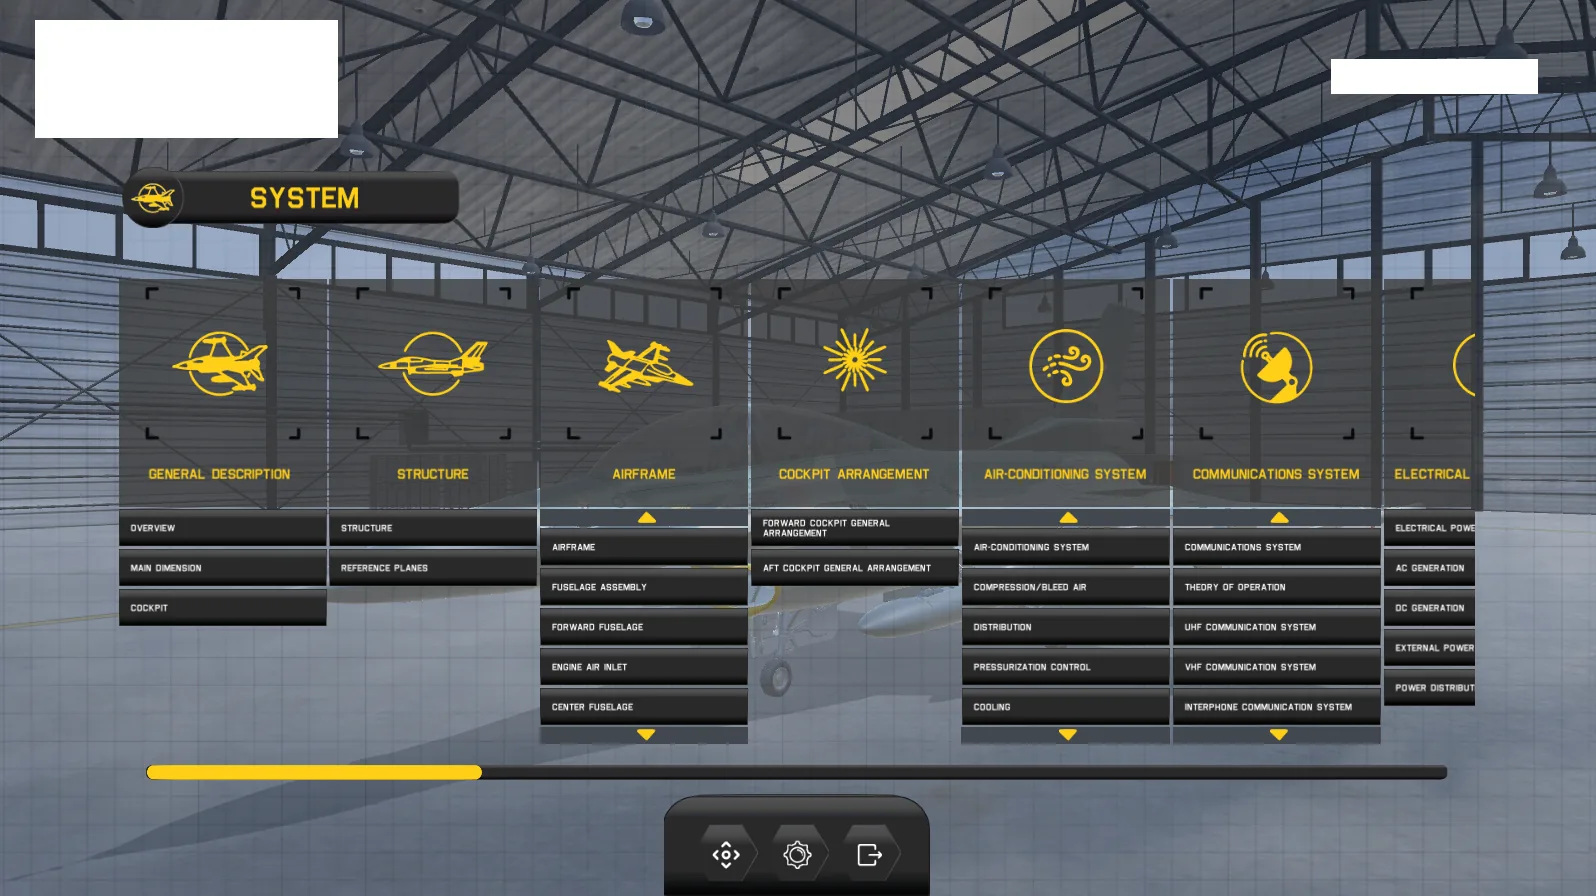 SYSTEM
GENERAL DESCRIPTION
OVERVIEW
MAIN DIMENSION
COCKPIT
STRUCTURE
STRUCTURE
REFERENCE PLANES
AIRFRAME
AIRFRAME
FUSELAGE ASSEMBLY
FORWARD FUSELAGE
ENGINE AIR INLET
CENTER FUSELAGE
COCKPIT ARRANGEMENT
FORWARD COCKPIT GENERAL
ARRANGEMENT
AFT COCKPIT GENERAL ARRANGEMENT
AIR-CONDITIONING SYSTEM
AIR-CONDITIONING SYSTEM
COMPRESSION/BLEED AIR
DISTRIBUTION
PRESSURIZATION CONTROL
COOLING
COMMUNICATIONS SYSTEM
COMMUNICATIONS SYSTEM
THEORY OF OPERATION
UHF COMMUNICATION SYSTEM
VHF COMMUNICATION SYSTEM
INTERPHONE COMMUNICATION SYSTEM
ELECTRICAL
ELECTRICAL POWE
AC GENERATION
DC GENERATION
EXTERNAL POWER
POWER DISTRIBUT